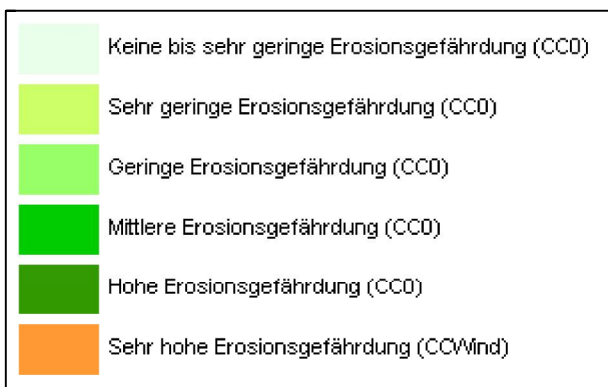 Keine bis sehr geringe Erosionsgefährdung (CC0)
Sehr geringe Erosionsgefährdung (CC0)
Geringe Erosionsgefährdung (CC0)
Mittlere Erosionsgefährdung (CC0)
Hohe Erosionsgefährdung (CC0)
Sehr hohe Erosionsgefährdung (CCWind)